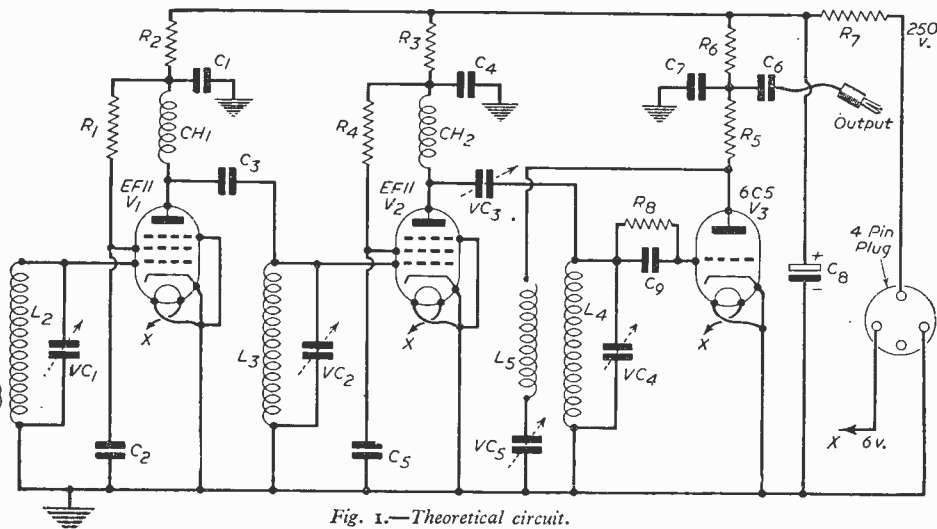 R2
R3
R6
R7
250 v.
C1
C4
C7
C6
R1
CH1
R4
CH2
R5
Output
C3
VC3
EF11
V1
EF11
V2
R8
6C5
V3
4 Pin
Plug
C9
+
C8
-
L2
VC1
X
L3
VC2
X
L5
L4
VC4
X
C2
C5
VC5
X
6v.
Fig. 1.—Theoretical circuit.